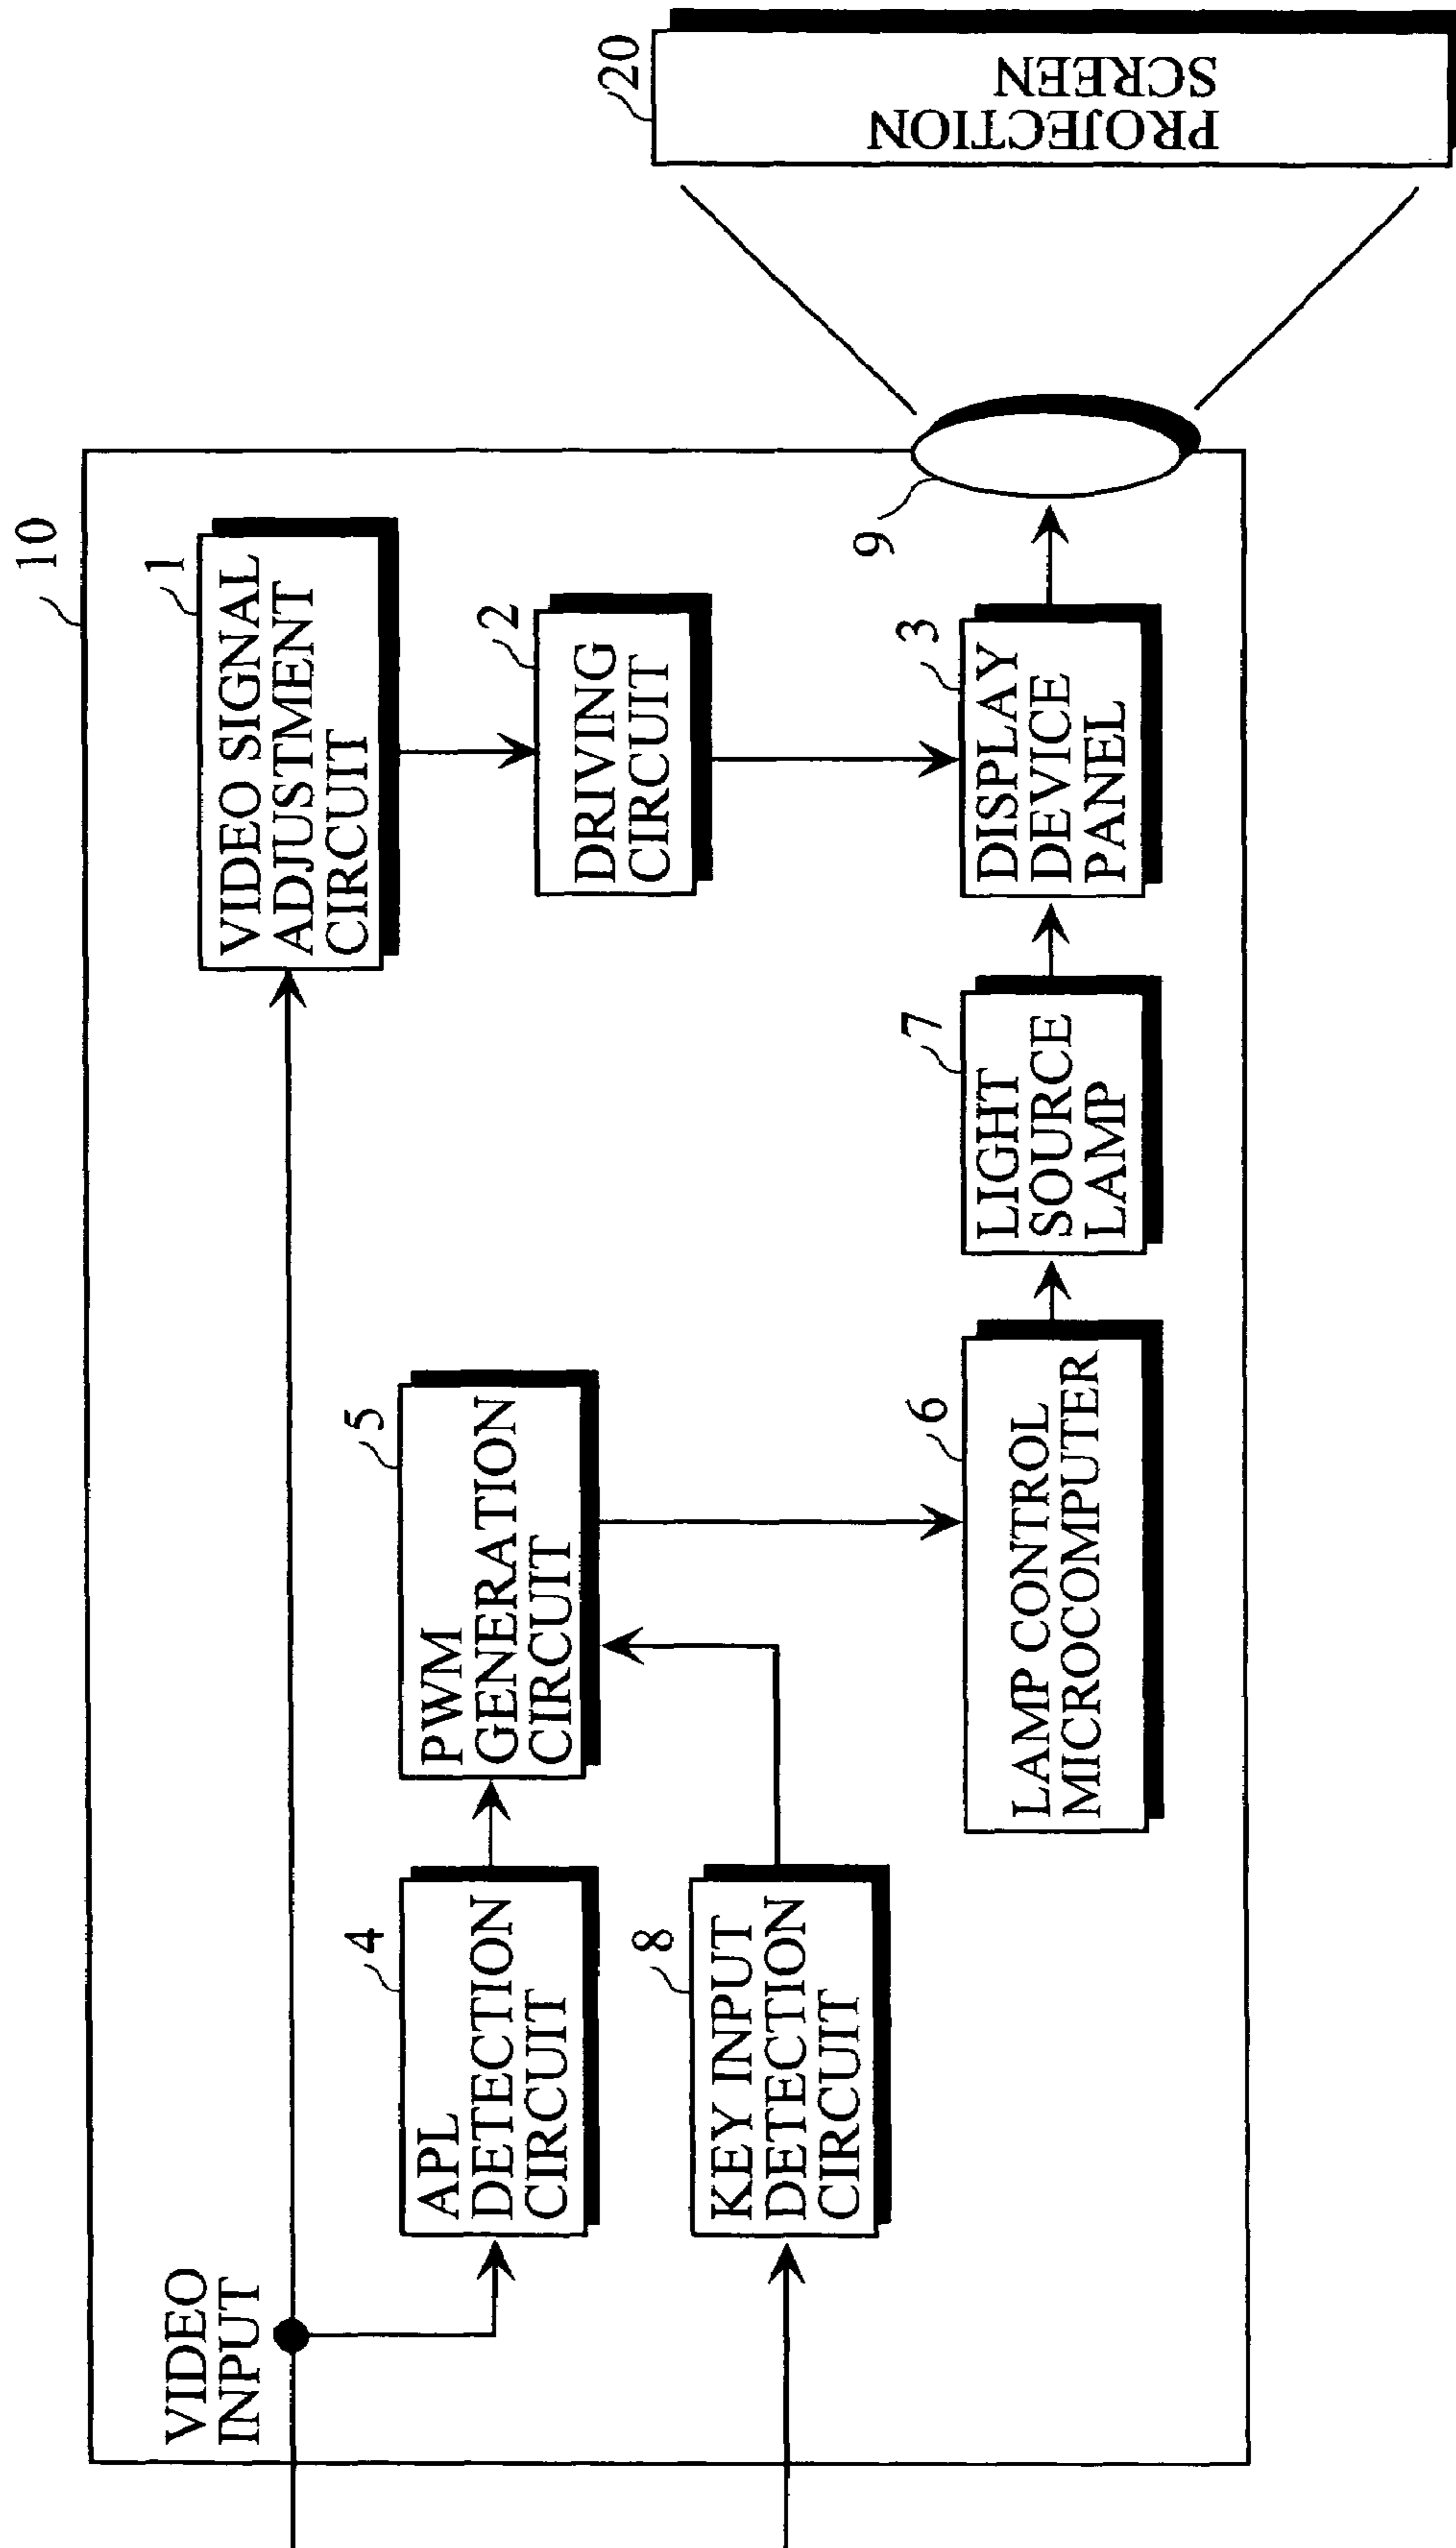 10
VIDEO
INPUT
1
VIDEO SIGNAL
ADJUSTMENT
CIRCUIT
2
DRIVING
CIRCUIT
4
APL
DETECTION
CIRCUIT
5
PWM
GENERATION
CIRCUIT
8
KEY INPUT
DETECTION
CIRCUIT
6
LAMP CONTROL
MICROCOMPUTER
7
LIGHT
SOURCE
LAMP
3
DISPLAY
DEVICE
PANEL
9
20
PROJECTION
SCREEN